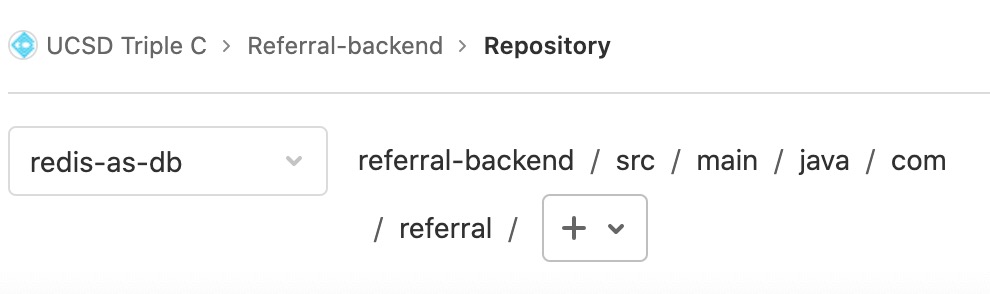 UCSD Triple C > Referral-backend > Repository
redis-as-db referral-backend / src / main / java / com
/ referral / +